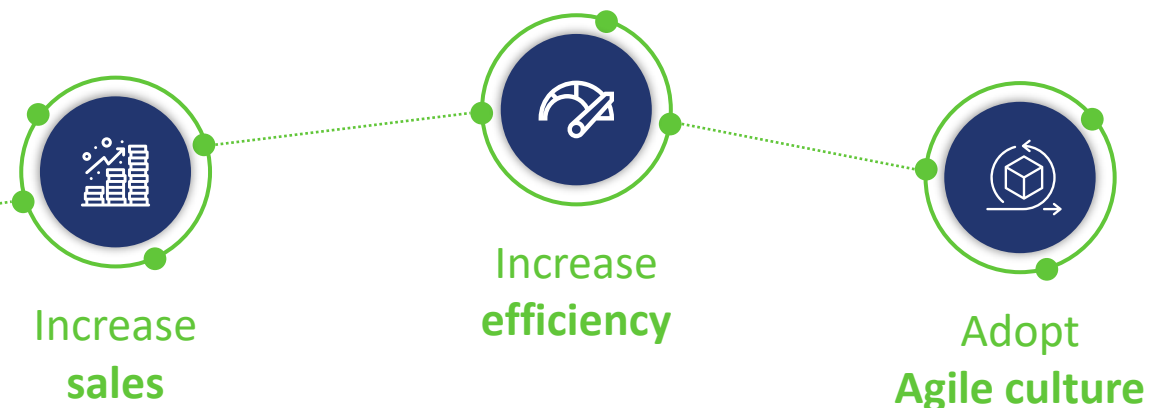 Increase
sales
Increase
efficiency
Adopt
Agile culture